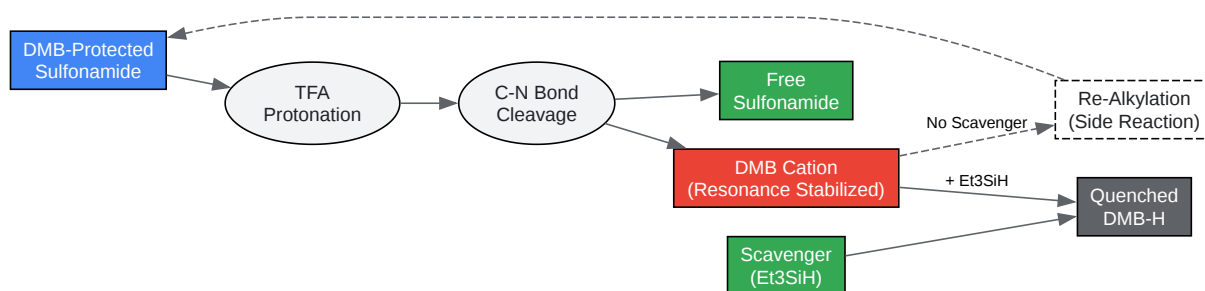 DMB-Protected
Sulfonamide
TFA
Protonation
C-N Bond
Cleavage
Free
Sulfonamide
Re-Alkylation
(Side Reaction)
No Scavenger
DMB Cation
(Resonance Stabilized)
+ Et3SiH
Quenched
DMB-H
Scavenger
(Et3SiH)